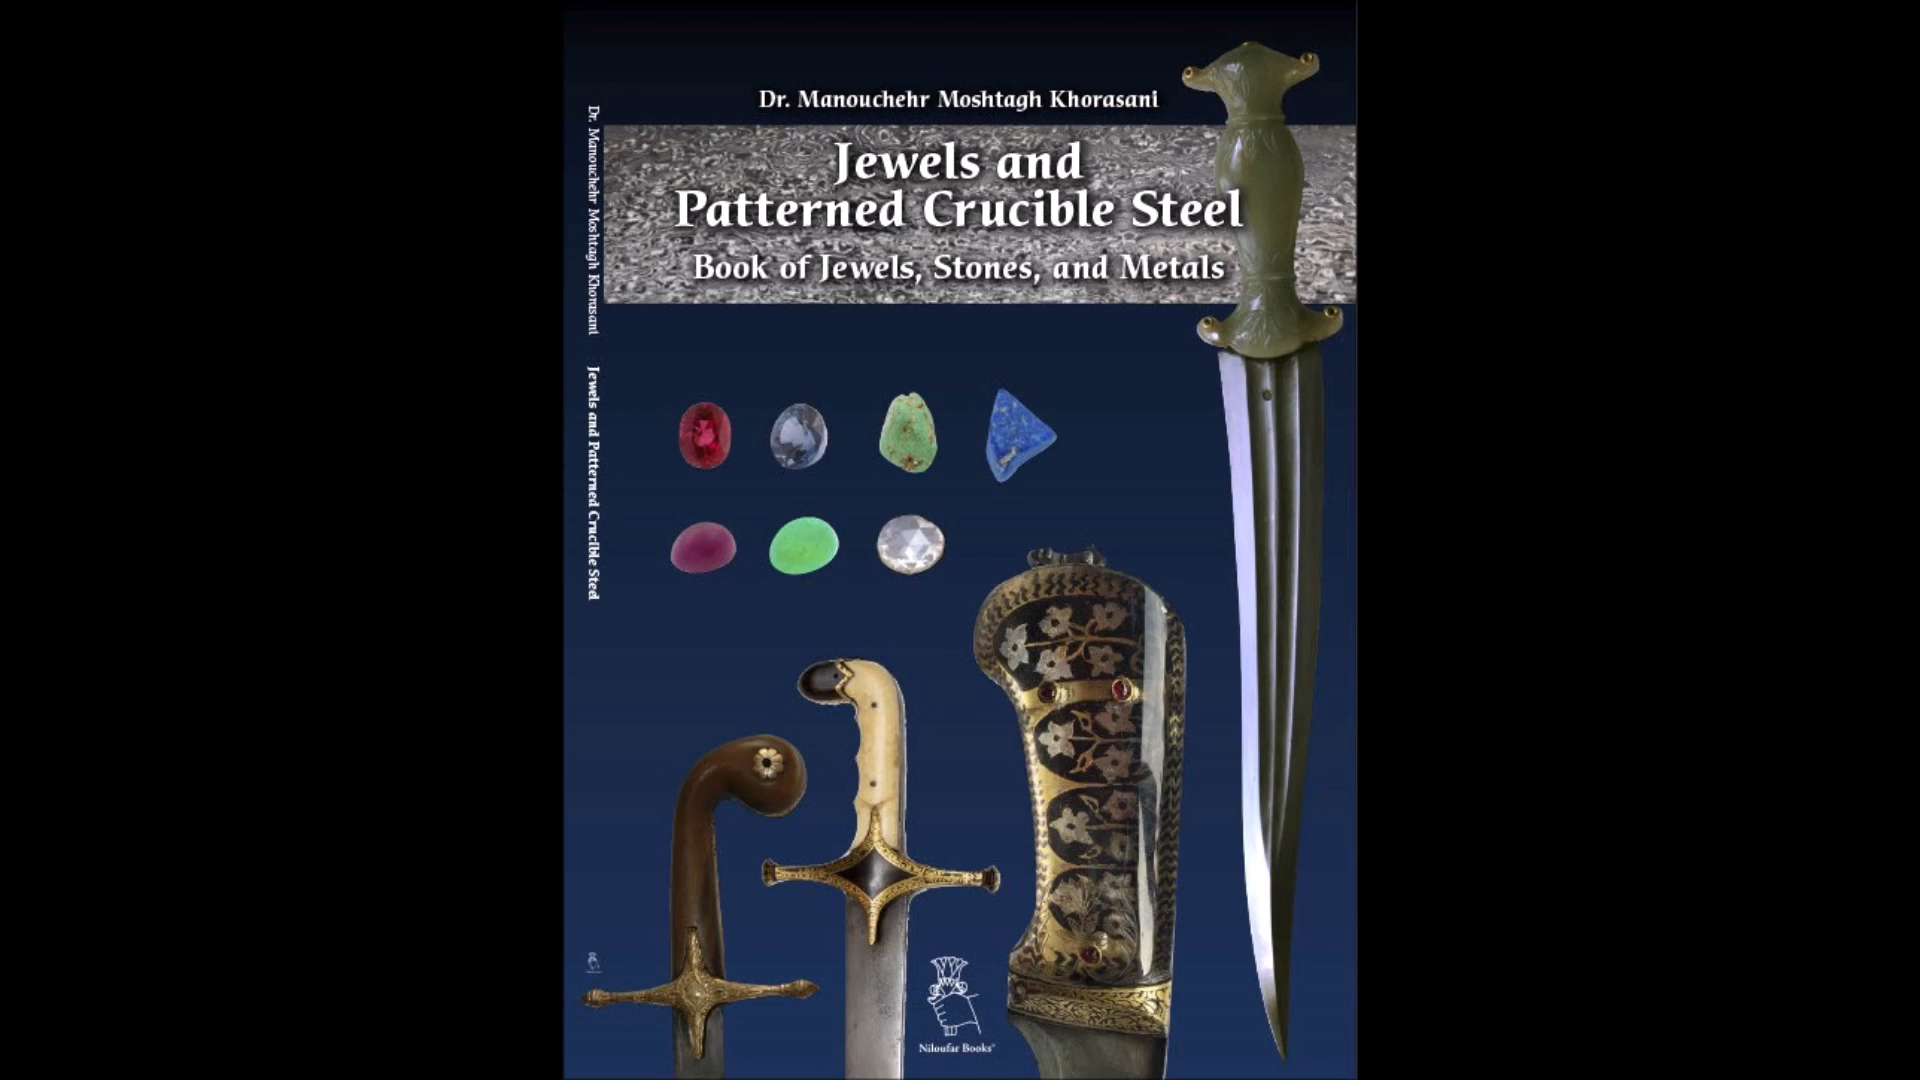 Dr. Manouchehr Moshtagh Khorasani
Jewels and
Patterned Crucible Steel
Book of Jewels, Stones, and Metals
Dr. Manouchehr Moshtagh Khorasani
Jewels and Patterned Crucible Steel
Niloufar Books®